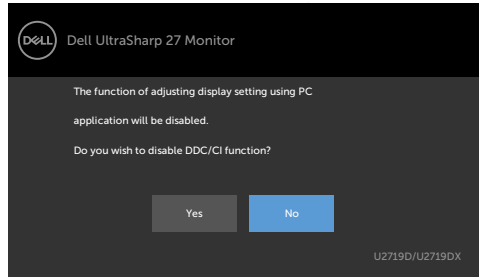 DELL
Dell UltraSharp 27 Monitor
The function of adjusting display setting using PC
application will be disabled.
Do you wish to disable DDC/CI function?
Yes No
U2719D/U2719DX